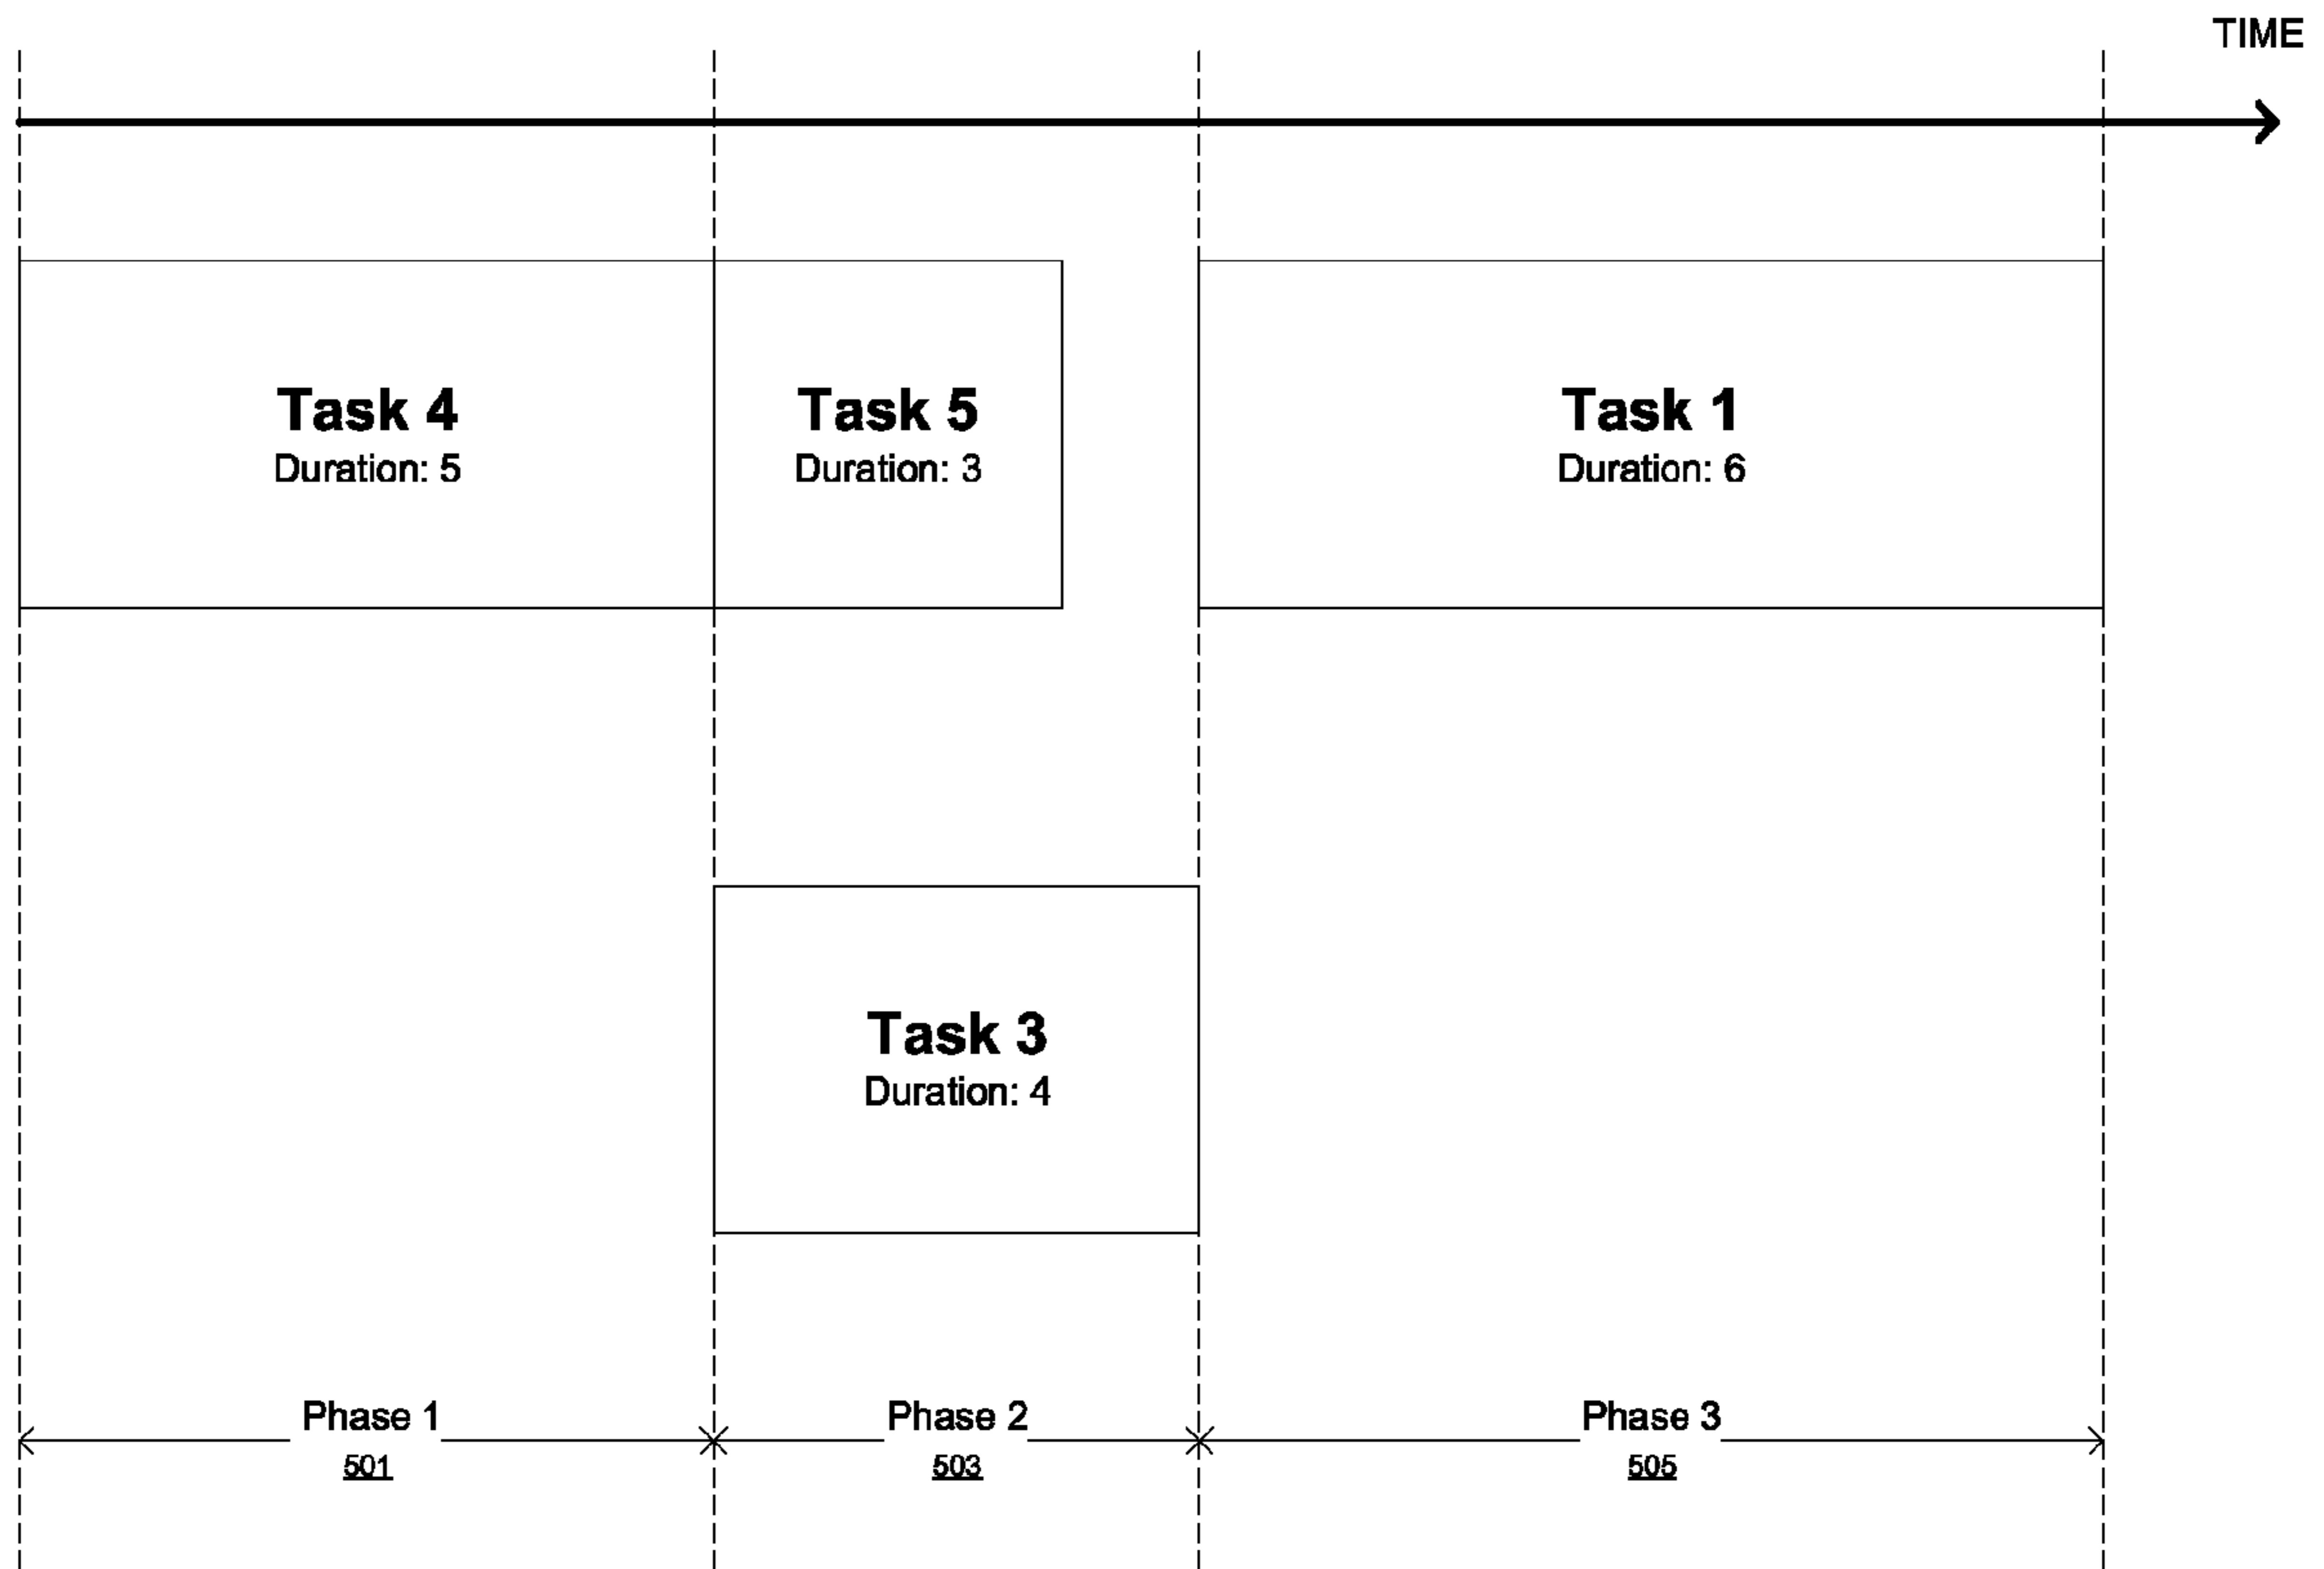 TIME
Task 4
Duration: 5
Task 5
Duration: 3
Task 1
Duration: 6
Task 3
Duration: 4
Phase 1
501
Phase 2
503
Phase 3
505